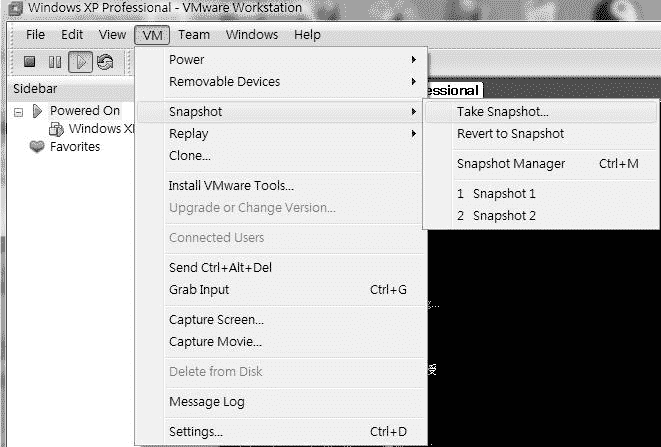 Windows XP Professional - VMware Workstation
File Edit View VM Team Windows Help
Sidebar
Powered On
Windows XP
Favorites
Power
Removable Devices
Snapshot
Replay
Clone...
Install VMware Tools...
Upgrade or Change Version...
Connected Users
Send Ctrl+Alt+Del
Grab Input Ctrl+G
Capture Screen...
Capture Movie...
Delete from Disk
Message Log
Settings... Ctrl+D
essional
Take Snapshot...
Revert to Snapshot
Snapshot Manager Ctrl+M
1 Snapshot 1
2 Snapshot 2